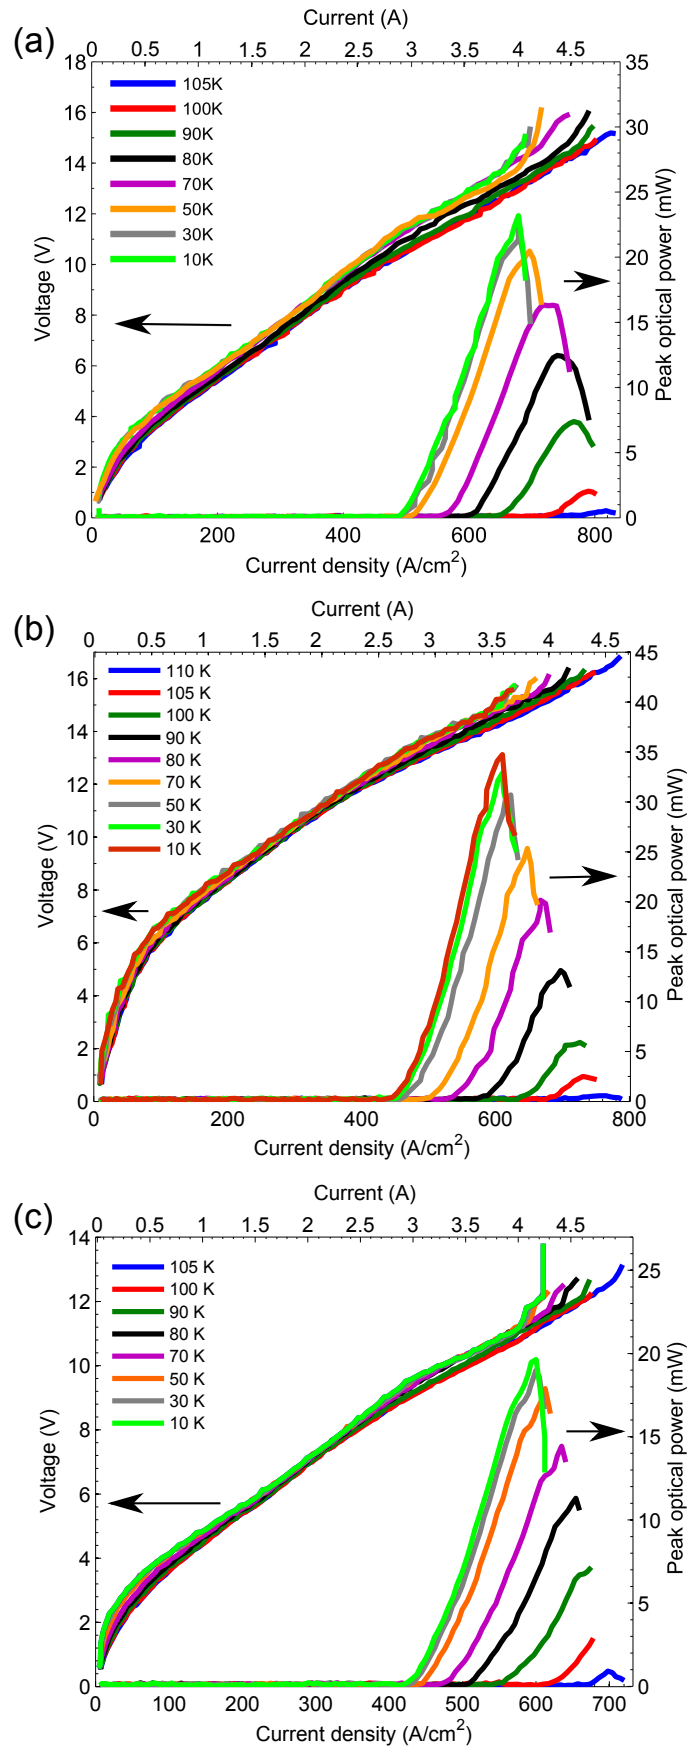 (a)
Current (A)
0 0.5 1 1.5 2 2.5 3 3.5 4 4.5
18 16 14 12 10 8 6 4 2 0
Voltage (V)
105K
100K
90K
80K
70K
50K
30K
10K
35 30 25 20 15 10 5 0
Peak optical power (mW)
0 200 400 600 800
Current density (A/cm²)
(b)
Current (A)
0 0.5 1 1.5 2 2.5 3 3.5 4 4.5
16 14 12 10 8 6 4 2 0
Voltage (V)
110 K
105 K
100 K
90 K
80 K
70 K
50 K
30 K
10 K
45 40 35 30 25 20 15 10 5 0
Peak optical power (mW)
0 200 400 600 800
Current density (A/cm²)
(c)
Current (A)
0 0.5 1 1.5 2 2.5 3 3.5 4 4.5
14 12 10 8 6 4 2 0
Voltage (V)
105 K
100 K
90 K
80 K
70 K
50 K
30 K
10 K
25 20 15 10 5 0
Peak optical power (mW)
0 100 200 300 400 500 600 700
Current density (A/cm²)